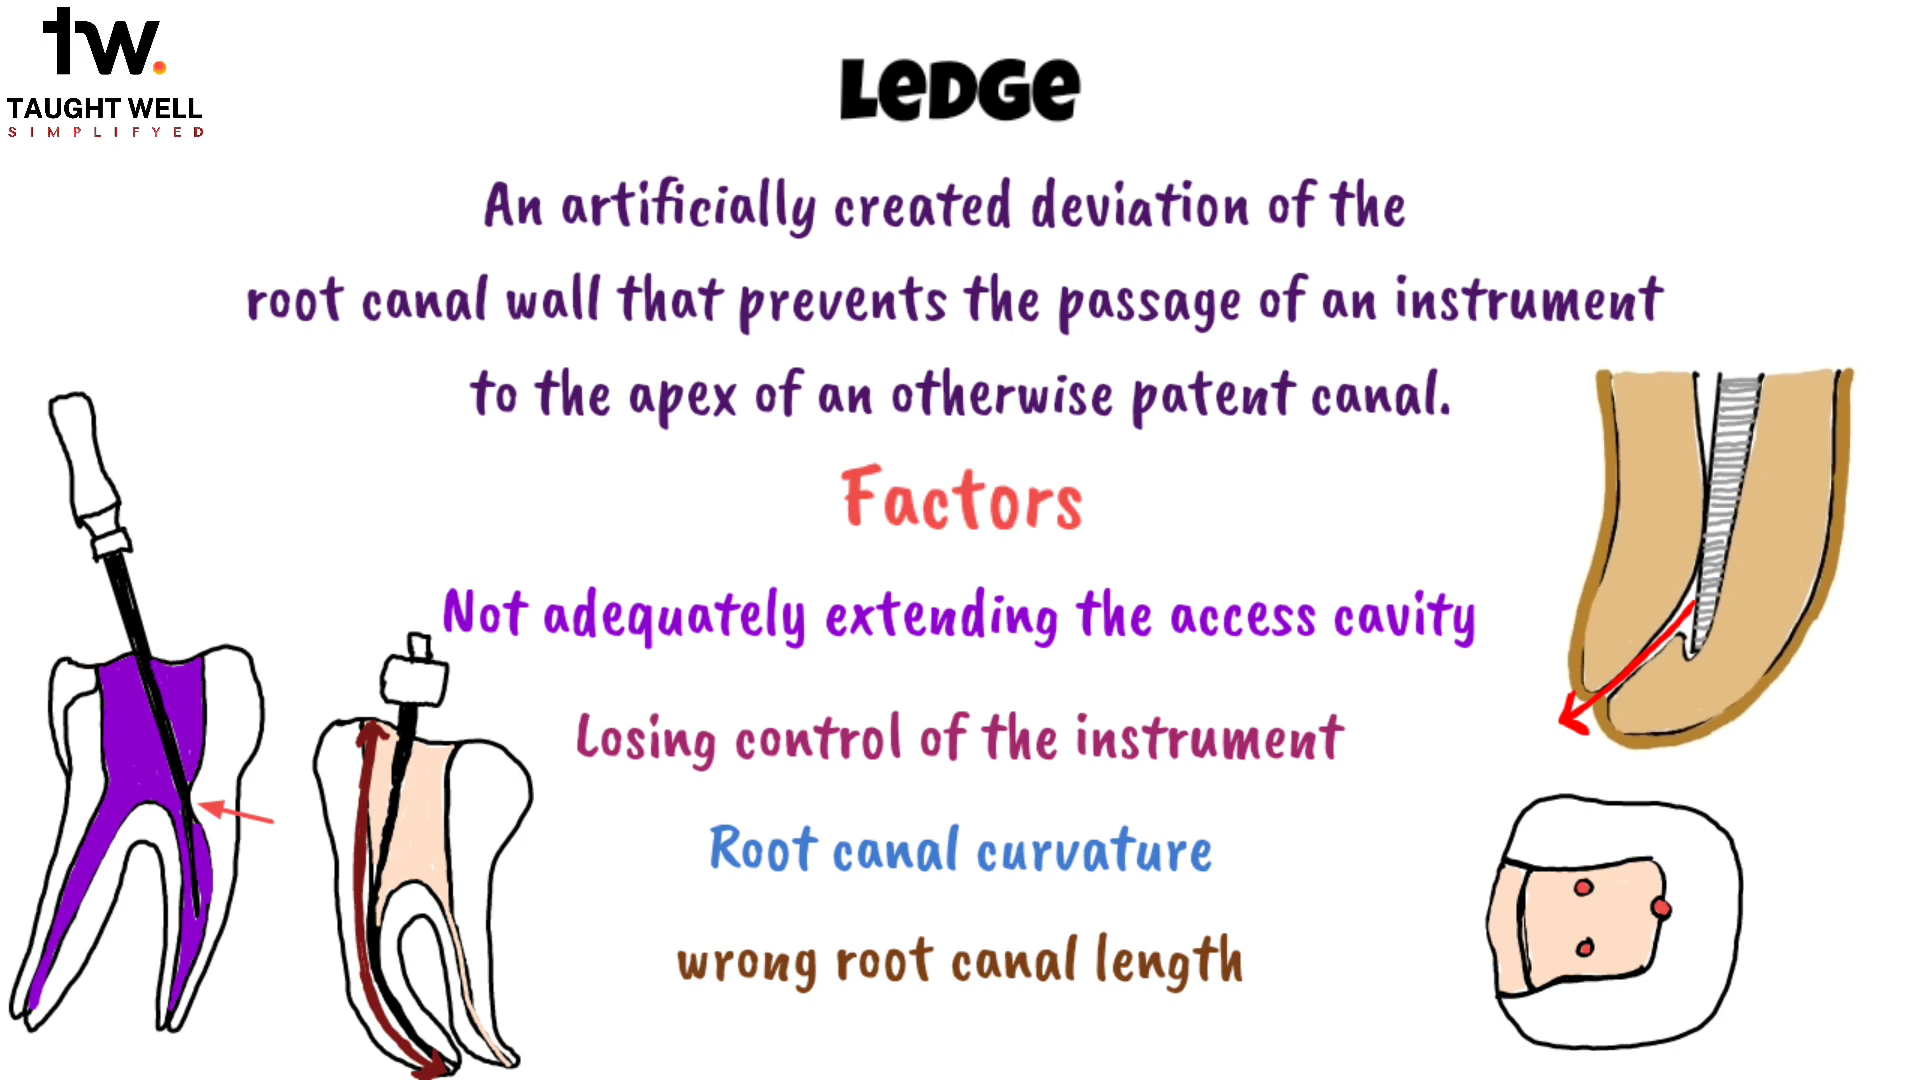 tw.
TAUGHT WELL
SIMPLIFYED
Ledge
An artificially created deviation of the
root canal wall that prevents the passage of an instrument
to the apex of an otherwise patent canal.
Factors
Not adequately extending the access cavity
Losing control of the instrument
Root canal curvature
wrong root canal length